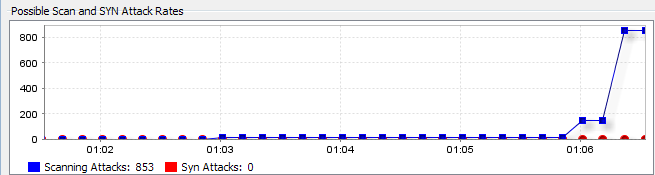 Possible Scan and SYN Attack Rates
800
600
400
200
0
01:02 01:03 01:04 01:05 01:06
Scanning Attacks: 853 Syn Attacks: 0